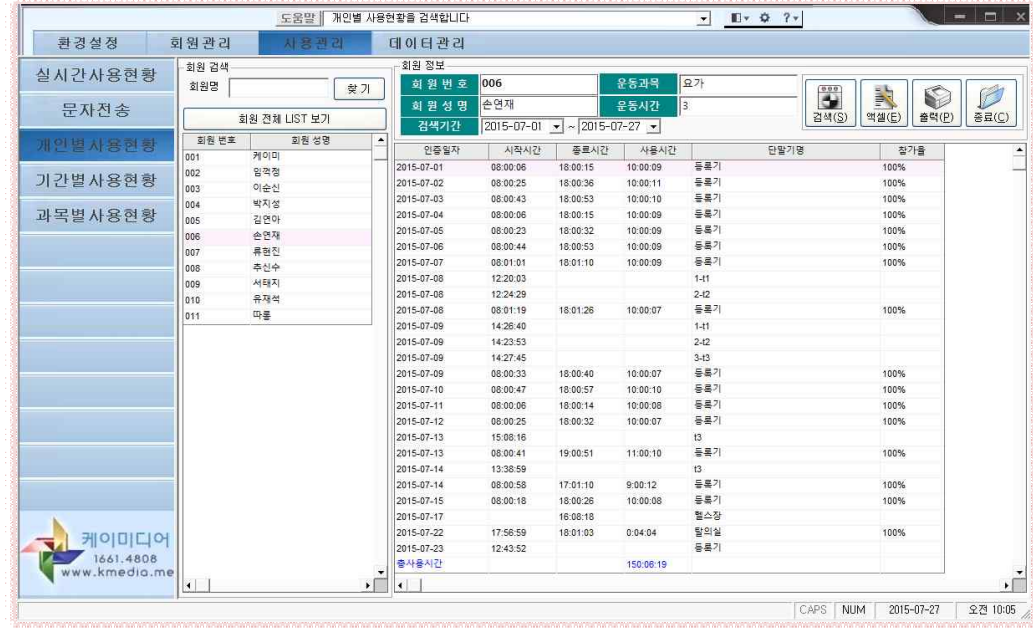 도움말 개인별 사용현황을 검색합니다
환경설정 회원관리 사용관리 데이터관리
실시간사용현황
문자전송
개인별사용현황
기간별사용현황
과목별사용현황
케이미디어
1661.4808
www.kmedia.me
회원 검색
회원명 찾 기
회원 전체 LIST 보기
회원 번호 회원 성명
001 케이미
002 임꺽정
003 이순신
004 박지성
005 김연아
006 손연재
007 류현진
008 추신수
009 서태지
010 유재석
011 따룽
회원 정보
회 원 번 호 006 운동과목 요가
회 원 성 명 손연재 운동시간 3
검색기간 2015-07-01 ~ 2015-07-27
검색(S) 엑셀(E) 출력(P) 종료(C)
인증일자 시작시간 종료시간 사용시간 단말기명 참가율
2015-07-01 08:00:06 18:00:15 10:00:09 등록기 100%
2015-07-02 08:00:25 18:00:36 10:00:11 등록기 100%
2015-07-03 08:00:43 18:00:53 10:00:10 등록기 100%
2015-07-04 08:00:06 18:00:15 10:00:09 등록기 100%
2015-07-05 08:00:23 18:00:32 10:00:09 등록기 100%
2015-07-06 08:00:44 18:00:53 10:00:09 등록기 100%
2015-07-07 08:01:01 18:01:10 10:00:09 등록기 100%
2015-07-08 12:20:03 1-t1
2015-07-08 12:24:29 2-t2
2015-07-08 08:01:19 18:01:26 10:00:07 등록기 100%
2015-07-09 14:26:40 1-t1
2015-07-09 14:23:53 2-t2
2015-07-09 14:27:45 3-t3
2015-07-09 08:00:33 18:00:40 10:00:07 등록기 100%
2015-07-10 08:00:47 18:00:57 10:00:10 등록기 100%
2015-07-11 08:00:06 18:00:14 10:00:08 등록기 100%
2015-07-12 08:00:25 18:00:32 10:00:07 등록기 100%
2015-07-13 15:08:16 t3
2015-07-13 08:00:41 19:00:51 11:00:10 등록기 100%
2015-07-14 13:38:59 t3
2015-07-14 08:00:58 17:01:10 9:00:12 등록기 100%
2015-07-15 08:00:18 18:00:26 10:00:08 등록기 100%
2015-07-17 16:08:18 헬스장
2015-07-22 17:56:59 18:01:03 0:04:04 탈의실 100%
2015-07-23 12:43:52 등록기
총사용시간 150:06:19
CAPS NUM 2015-07-27 오전 10:05